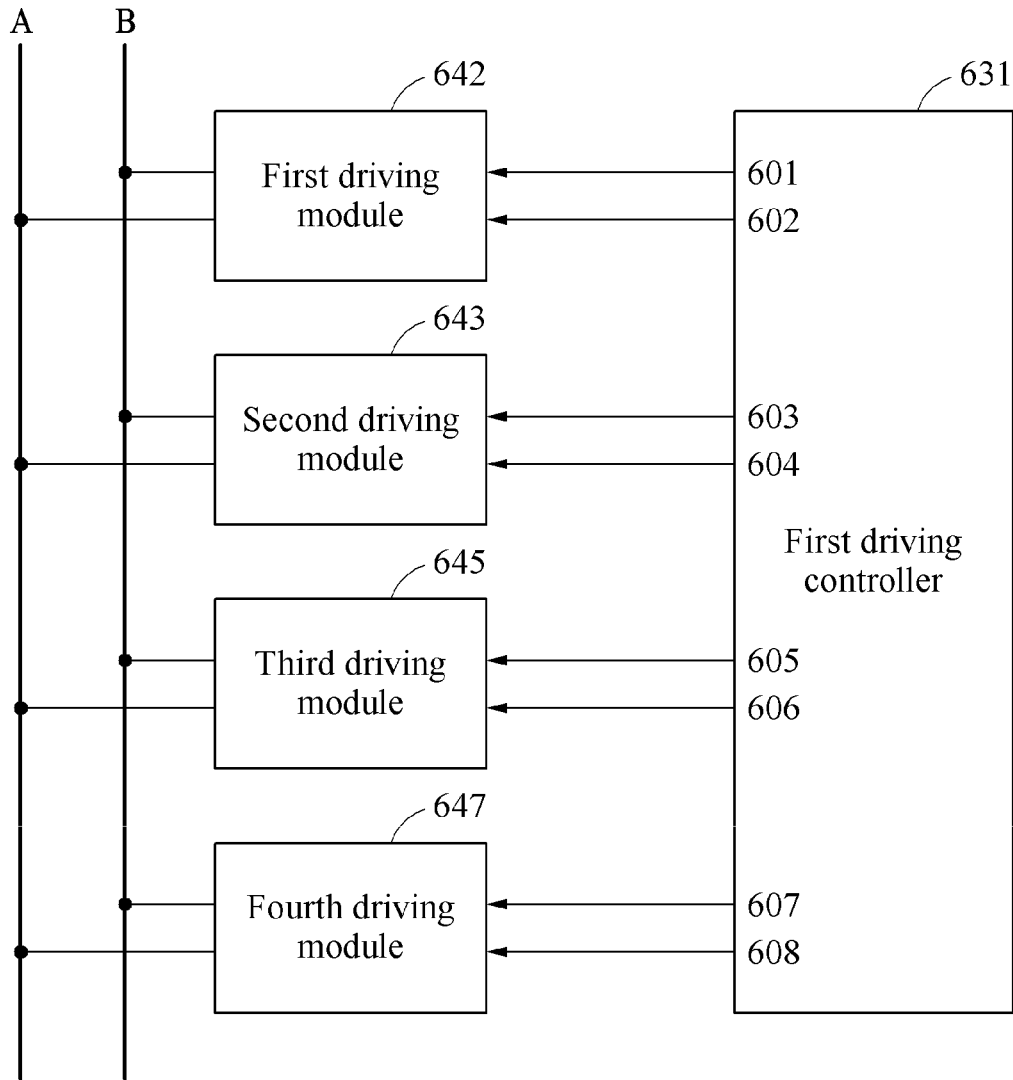 A
B
642
631
First driving
module
601
602
643
Second driving
module
603
604
First driving
controller
645
Third driving
module
605
606
647
Fourth driving
module
607
608